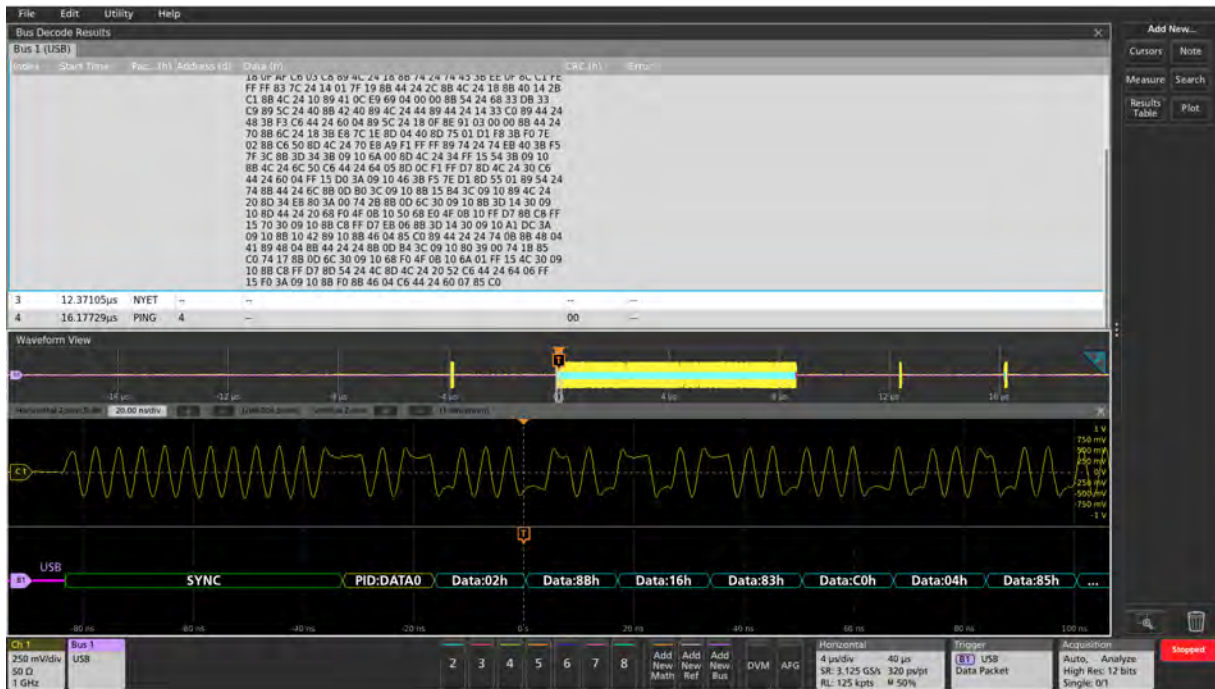 File Edit Utility Help
Bus Decode Results
Bus 1 (USB)
Index Start Time Address (d) Data (h) CRC (h) Error
FF FF 83 7C 24 14 01 7F 19 8B 44 24 2C 8B 4C 24 18 8B 40 14 2B
C1 8B 4C 24 10 89 41 0C E9 69 04 00 00 8B 54 24 68 33 DB 33
C9 89 5C 24 40 8B 42 40 89 4C 24 44 89 44 24 14 33 C0 89 44 24
48 3B F3 C6 44 24 60 04 89 5C 24 18 0F 8E 91 03 00 00 8B 44 24
70 8B 6C 24 18 3B E8 7C 1E 8D 04 40 8D 75 01 D1 F8 3B F0 7E
02 8B C6 50 8D 4C 24 70 E8 A9 F1 FF FF 89 74 24 74 EB 40 3B F5
7F 3C 8B 3D 34 3B 09 10 6A 00 8D 4C 24 34 FF 15 54 3B 09 10
8B 4C 24 6C 50 C6 44 24 64 05 8D 0C F1 FF D7 8D 4C 24 30 C6
44 24 60 04 FF 15 D0 3A 09 10 46 3B F5 7E D1 8D 55 01 89 54 24
74 8B 44 24 6C 8B 0D B0 3C 09 10 8B 15 B4 3C 09 10 89 4C 24
20 8D 34 E8 80 3A 00 74 2B 8B 0D 6C 30 09 10 8B 3D 14 30 09
10 8D 44 24 20 68 F0 4F 0B 10 50 68 E0 4F 0B 10 FF D7 8B C8 FF
15 70 30 09 10 8B C8 FF D7 EB 06 8B 3D 14 30 09 10 A1 DC 3A
09 10 8B 10 42 89 10 8B 46 04 85 C0 89 44 24 24 74 0B 8B 48 04
41 89 48 04 8B 44 24 24 8B 0D B4 3C 09 10 80 39 00 74 1B 85
C0 74 17 8B 0D 6C 30 09 10 68 F0 4F 0B 10 6A 01 FF 15 4C 30 09
10 8B C8 FF D7 8D 54 24 4C 8D 4C 24 20 52 C6 44 24 64 06 FF
15 F0 3A 09 10 8B F0 8B 46 04 C6 44 24 60 07 85 C0
3 12.37105µs NYET -- -- -- --
4 16.17729µs PING 4 -- 00 --
Waveform View
-16 µs -12 µs -8 µs -4 µs 4 µs 8 µs 12 µs 16 µs
20.00 ns/div
C1
1 V
750 mV
500 mV
250 mV
0 V
-250 mV
-500 mV
-750 mV
-1 V
USB
B1 SYNC PID:DATA0 Data:02h Data:8Bh Data:16h Data:83h Data:C0h Data:04h Data:85h ...
-80 ns -60 ns -40 ns -20 ns 0 s 20 ns 40 ns 60 ns 80 ns 100 ns
Add New...
Cursors Note
Measure Search
Results Table Plot
Ch 1
250 mV/div
50 Ω
1 GHz
Bus 1
USB
2 3 4 5 6 7 8
Add New Math
Add New Ref
Add New Bus
DVM AFG
Horizontal
4 µs/div 40 µs
SR: 3.125 GS/s 320 ps/pt
RL: 125 kpts 50%
Trigger
B1 USB
Data Packet
Acquisition
Auto, Analyze
High Res: 12 bits
Single: 0/1
Stopped